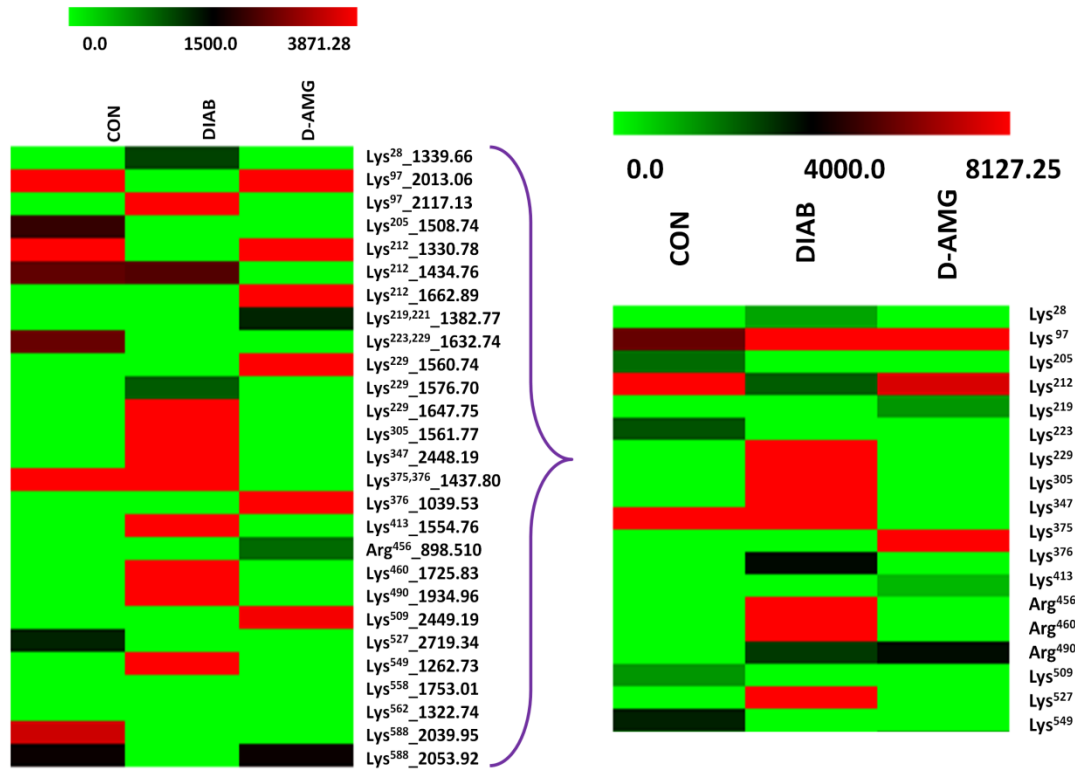 0.0 1500.0 3871.28
CON DIAB D-AMG
Lys²⁸_1339.66
Lys⁹⁷_2013.06
Lys⁹⁷_2117.13
Lys²⁰⁵_1508.74
Lys²¹²_1330.78
Lys²¹²_1434.76
Lys²¹²_1662.89
Lys²¹⁹,²²¹_1382.77
Lys²²³,²²⁹_1632.74
Lys²²⁹_1560.74
Lys²²⁹_1576.70
Lys²²⁹_1647.75
Lys³⁰⁵_1561.77
Lys³⁴⁷_2448.19
Lys³⁷⁵,³⁷⁶_1437.80
Lys³⁷⁶_1039.53
Lys⁴¹³_1554.76
Arg⁴⁵⁶_898.510
Lys⁴⁶⁰_1725.83
Lys⁴⁹⁰_1934.96
Lys⁵⁰⁹_2449.19
Lys⁵²⁷_2719.34
Lys⁵⁴⁹_1262.73
Lys⁵⁵⁸_1753.01
Lys⁵⁶²_1322.74
Lys⁵⁸⁸_2039.95
Lys⁵⁸⁸_2053.92
0.0 4000.0 8127.25
CON DIAB D-AMG
Lys²⁸
Lys⁹⁷
Lys²⁰⁵
Lys²¹²
Lys²¹⁹
Lys²²³
Lys²²⁹
Lys³⁰⁵
Lys³⁴⁷
Lys³⁷⁵
Lys³⁷⁶
Lys⁴¹³
Arg⁴⁵⁶
Arg⁴⁶⁰
Arg⁴⁹⁰
Lys⁵⁰⁹
Lys⁵²⁷
Lys⁵⁴⁹